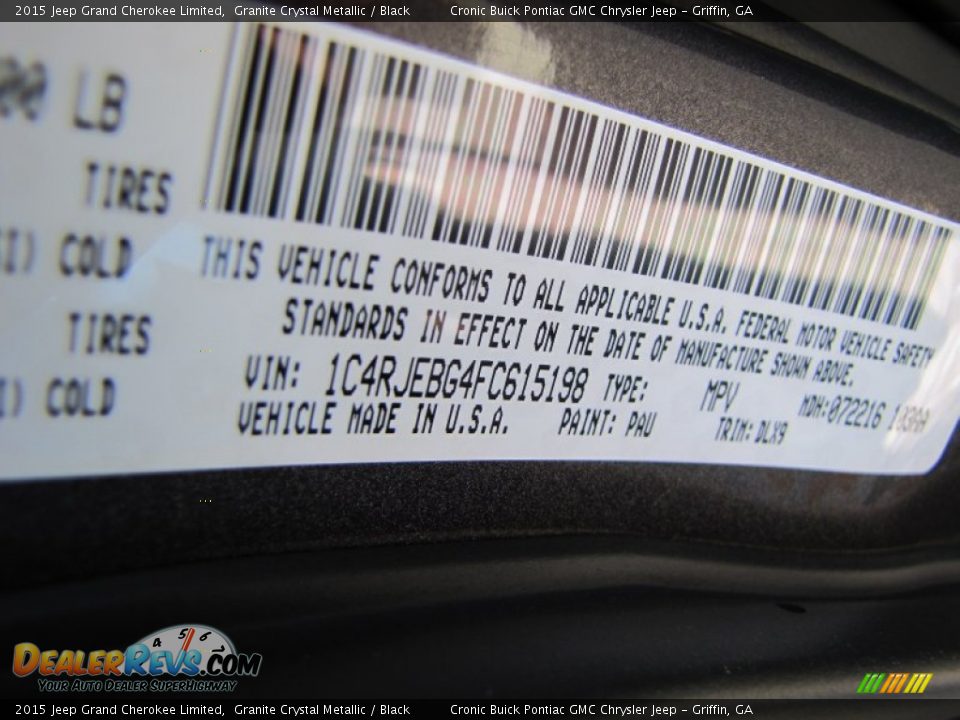 2015 Jeep Grand Cherokee Limited, Granite Crystal Metallic / Black Cronic Buick Pontiac GMC Chrysler Jeep - Griffin, GA
LB
TIRES
COLD
TIRES
COLD
THIS VEHICLE CONFORMS TO ALL APPLICABLE U.S.A. FEDERAL MOTOR VEHICLE SAFETY
STANDARDS IN EFFECT ON THE DATE OF MANUFACTURE SHOWN ABOVE.
VIN: 1C4RJEBG4FC615198 TYPE: MPV MDH:072216
VEHICLE MADE IN U.S.A. PAINT: PAU TRIM: DLX9
4 5 6
DealerRevs.com
Your Auto Dealer SuperHighway
2015 Jeep Grand Cherokee Limited, Granite Crystal Metallic / Black Cronic Buick Pontiac GMC Chrysler Jeep - Griffin, GA